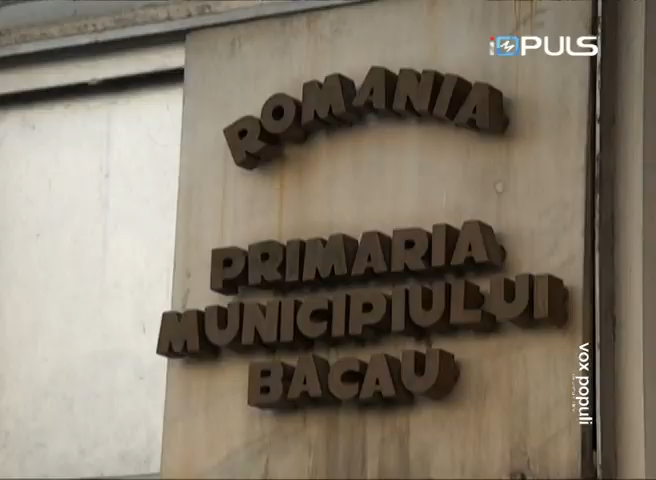 PULS
ROMANIA
PRIMARIA
MUNICIPIULUI
BACAU
vox populi